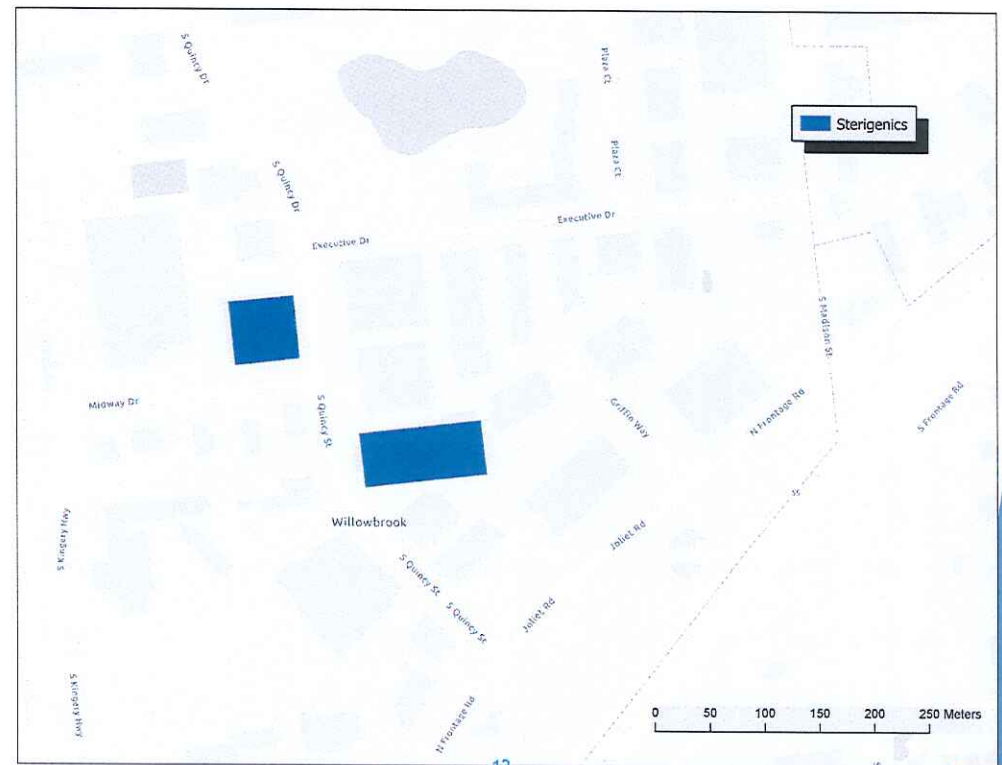 S Quincy Dr
Plaza Ct
Sterigenics
Plaza Ct
S Quincy Dr
Executive Dr
Executive Dr
S Madison St
Midway Dr
S Quincy St
Griffin Way
N Frontage Rd
S Frontage Rd
Willowbrook
S Kingery Hwy
Joliet Rd
S Quincy St
S Quincy St
Joliet Rd
S Kingery Hwy
N Frontage Rd
0 50 100 150 200 250 Meters